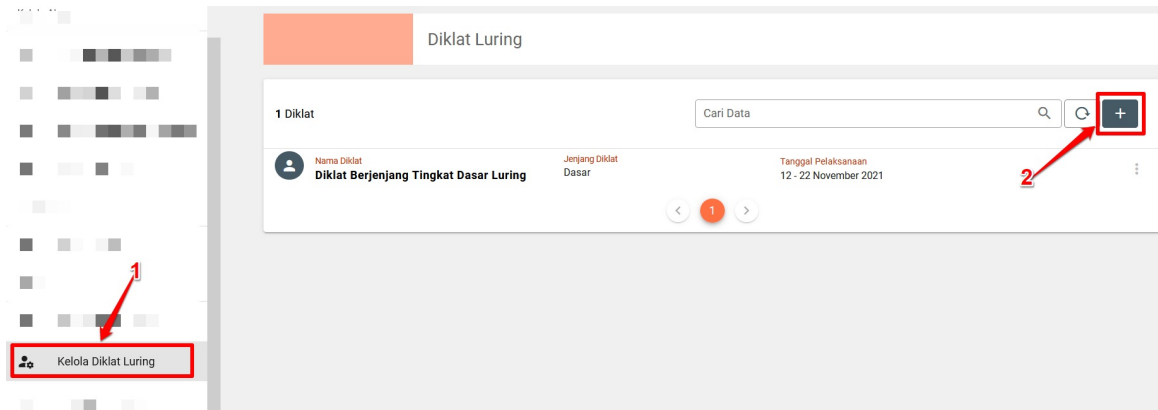 Diklat Luring
1 Diklat
Cari Data
+
Nama Diklat
Diklat Berjenjang Tingkat Dasar Luring
Jenjang Diklat
Dasar
Tanggal Pelaksanaan
12 - 22 November 2021
2
1
1
Kelola Diklat Luring